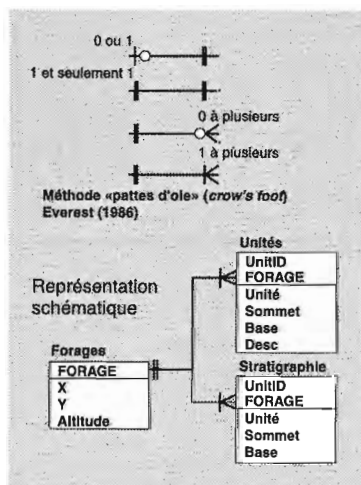 0 ou 1
1 et seulement 1
0 à plusieurs
1 à plusieurs
Méthode «pattes d'oie» (crow's foot)
Everest (1986)
Représentation
schématique
Unités
UnitID
FORAGE
Unité
Sommet
Base
Desc
Forages
FORAGE
X
Y
Altitude
Stratigraphie
UnitID
FORAGE
Unité
Sommet
Base